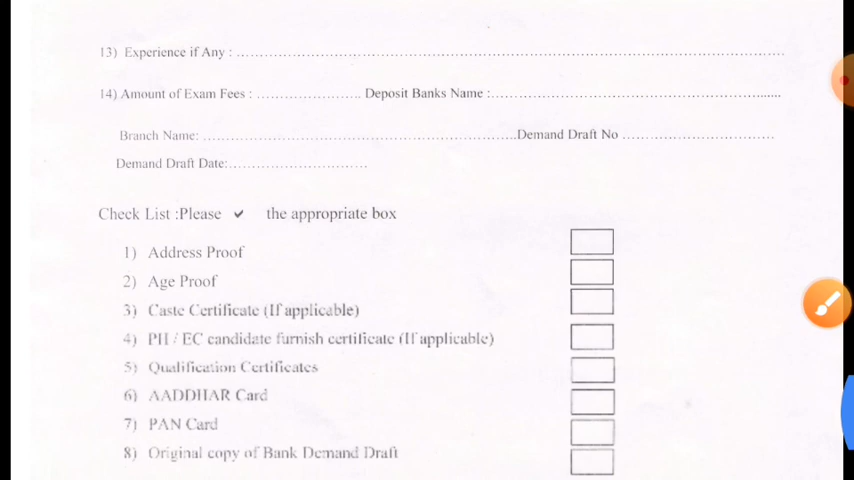 13) Experience if Any : ................................................................................
14) Amount of Exam Fees : ..................... Deposit Banks Name :................................................
Branch Name: ................................................................Demand Draft No ...............................
Demand Draft Date:............................
Check List :Please ✔ the appropriate box
1) Address Proof
2) Age Proof
3) Caste Certificate (If applicable)
4) PH / EC candidate furnish certificate (If applicable)
5) Qualification Certificates
6) AADDHAR Card
7) PAN Card
8) Original copy of Bank Demand Draft